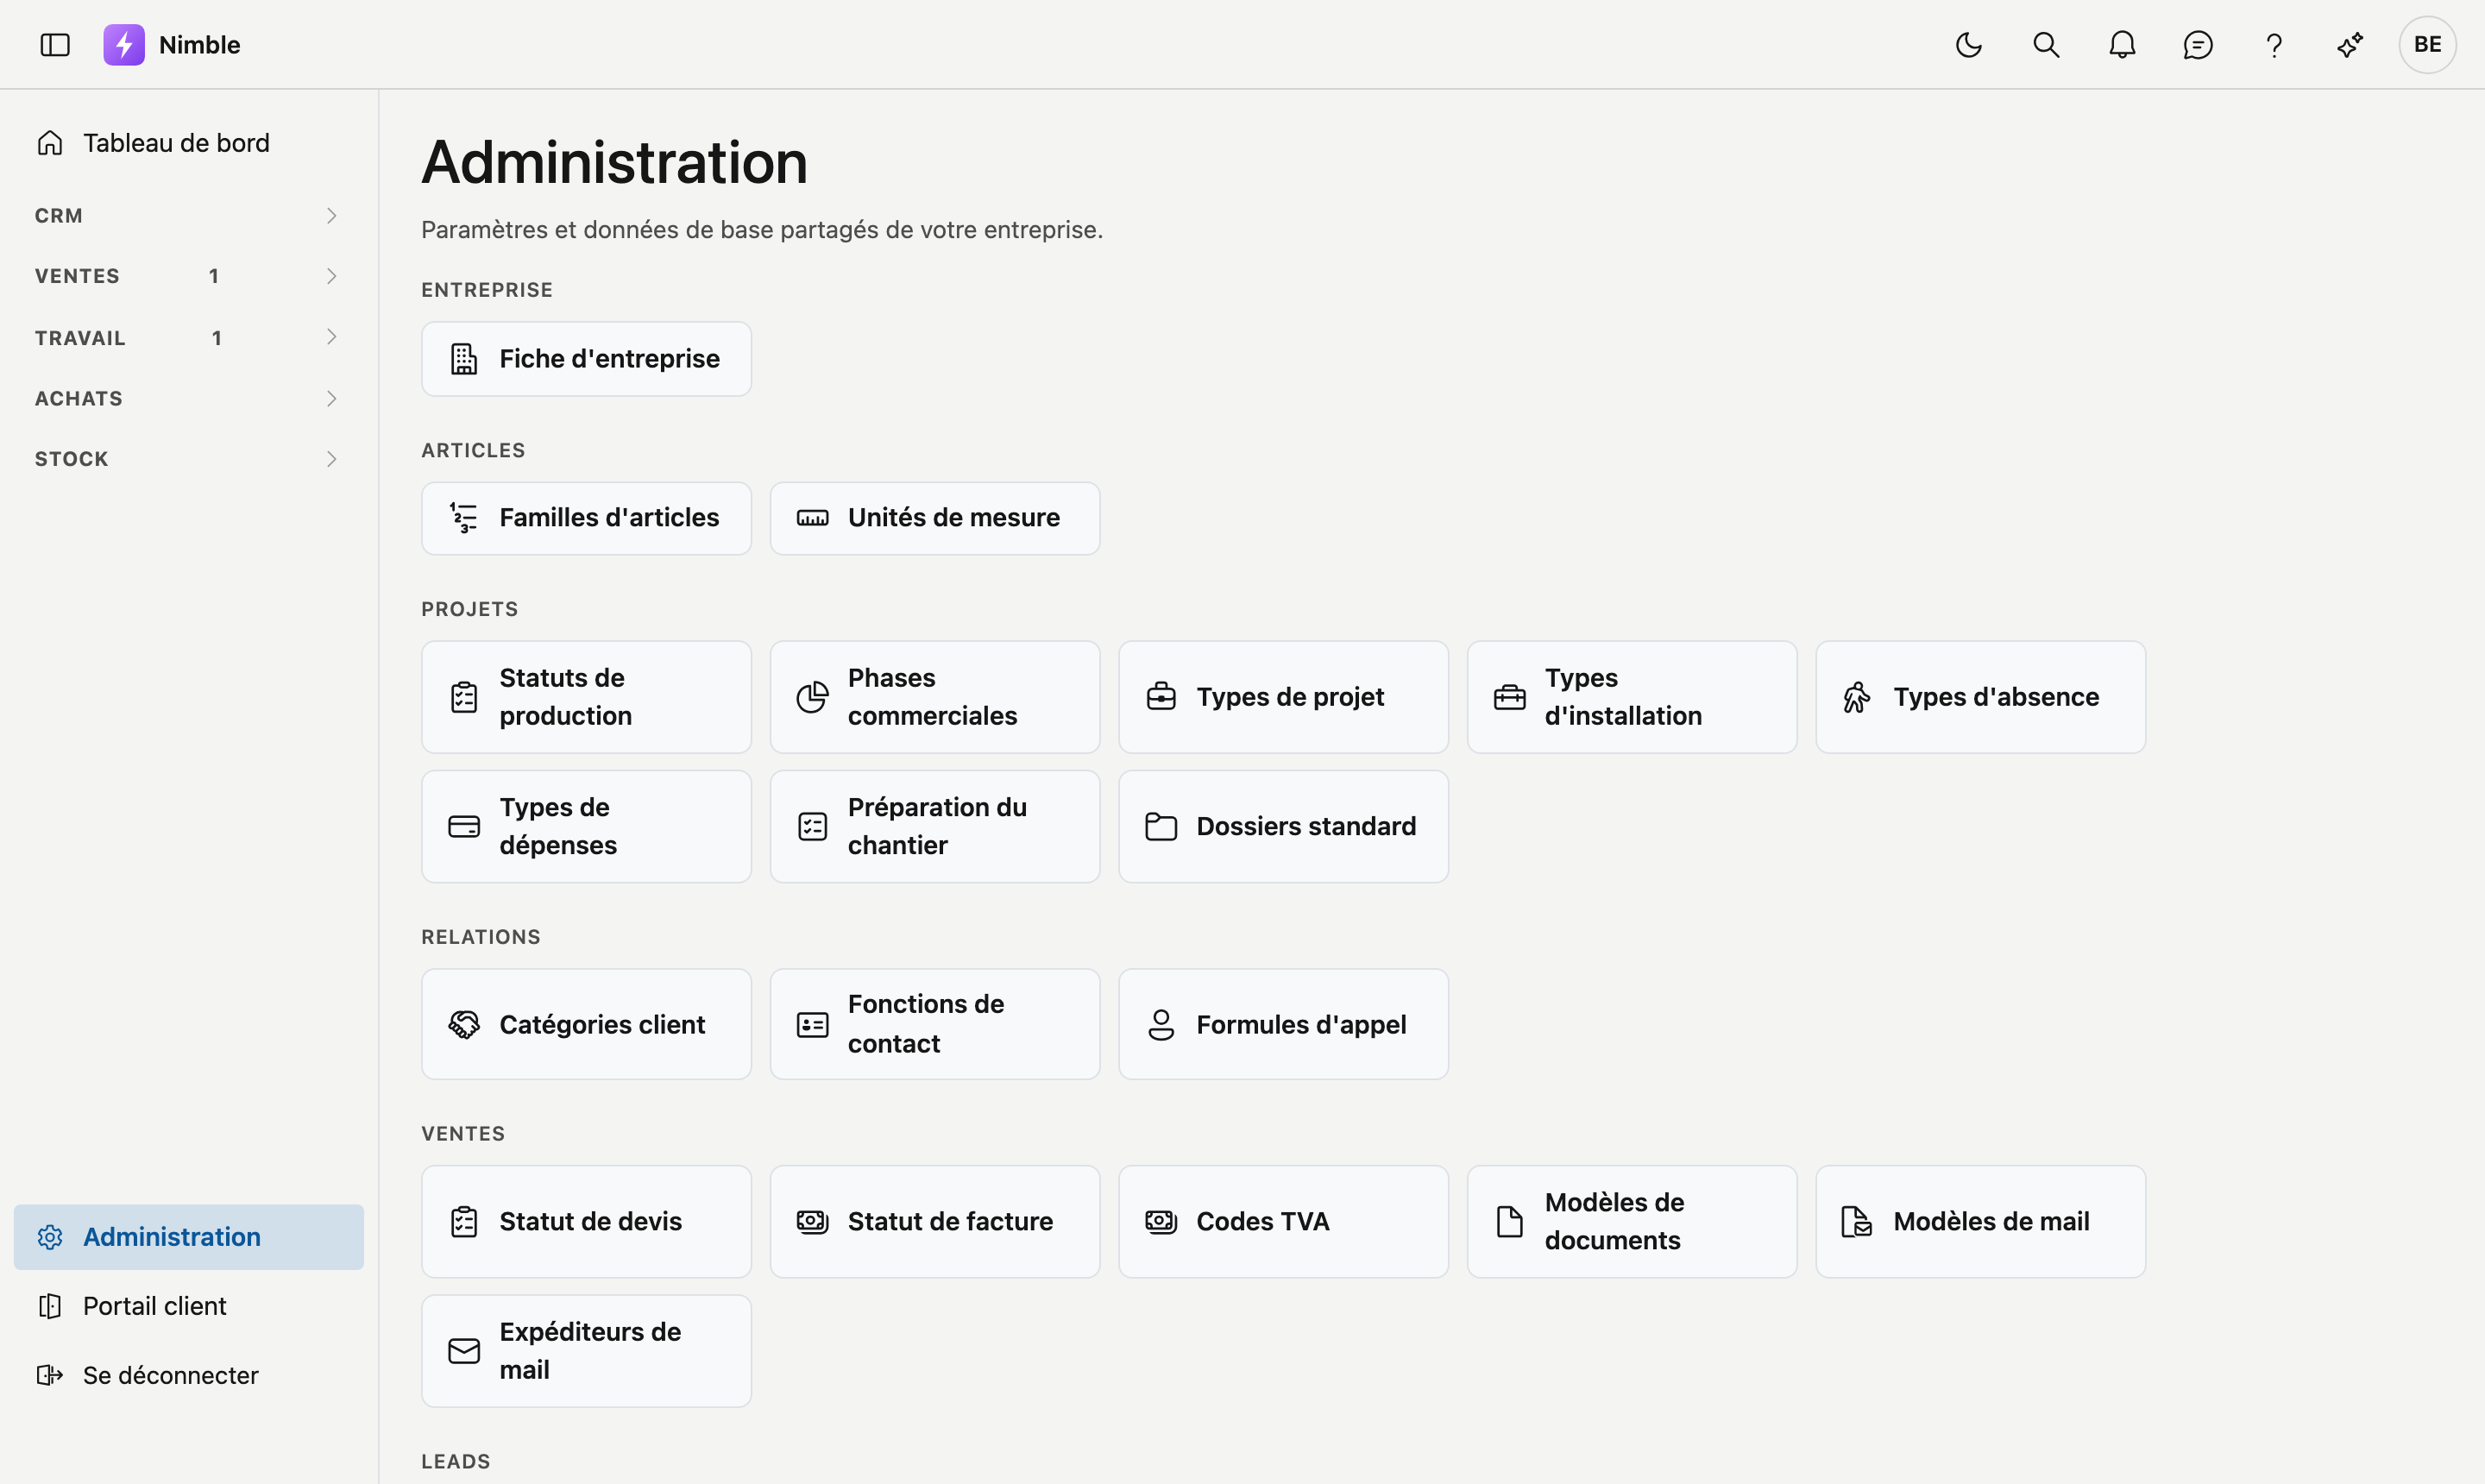 Nimble
BE
Tableau de bord
CRM
VENTES 1
TRAVAIL 1
ACHATS
STOCK
Administration
Portail client
Se déconnecter
Administration
Paramètres et données de base partagés de votre entreprise.
ENTREPRISE
Fiche d'entreprise
ARTICLES
Familles d'articles
Unités de mesure
PROJETS
Statuts de
production
Phases
commerciales
Types de projet
Types
d'installation
Types d'absence
Types de
dépenses
Préparation du
chantier
Dossiers standard
RELATIONS
Catégories client
Fonctions de
contact
Formules d'appel
VENTES
Statut de devis
Statut de facture
Codes TVA
Modèles de
documents
Modèles de mail
Expéditeurs de
mail
LEADS